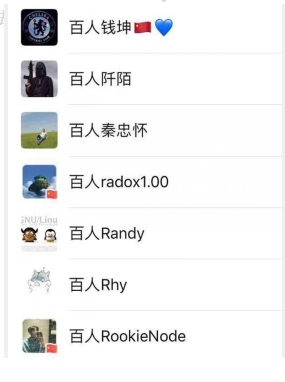 百人钱坤🇨🇳💙
百人阡陌
百人秦忠怀
百人radox1.00
GNU/Linu
百人Randy
百人Rhy
百人RookieNode